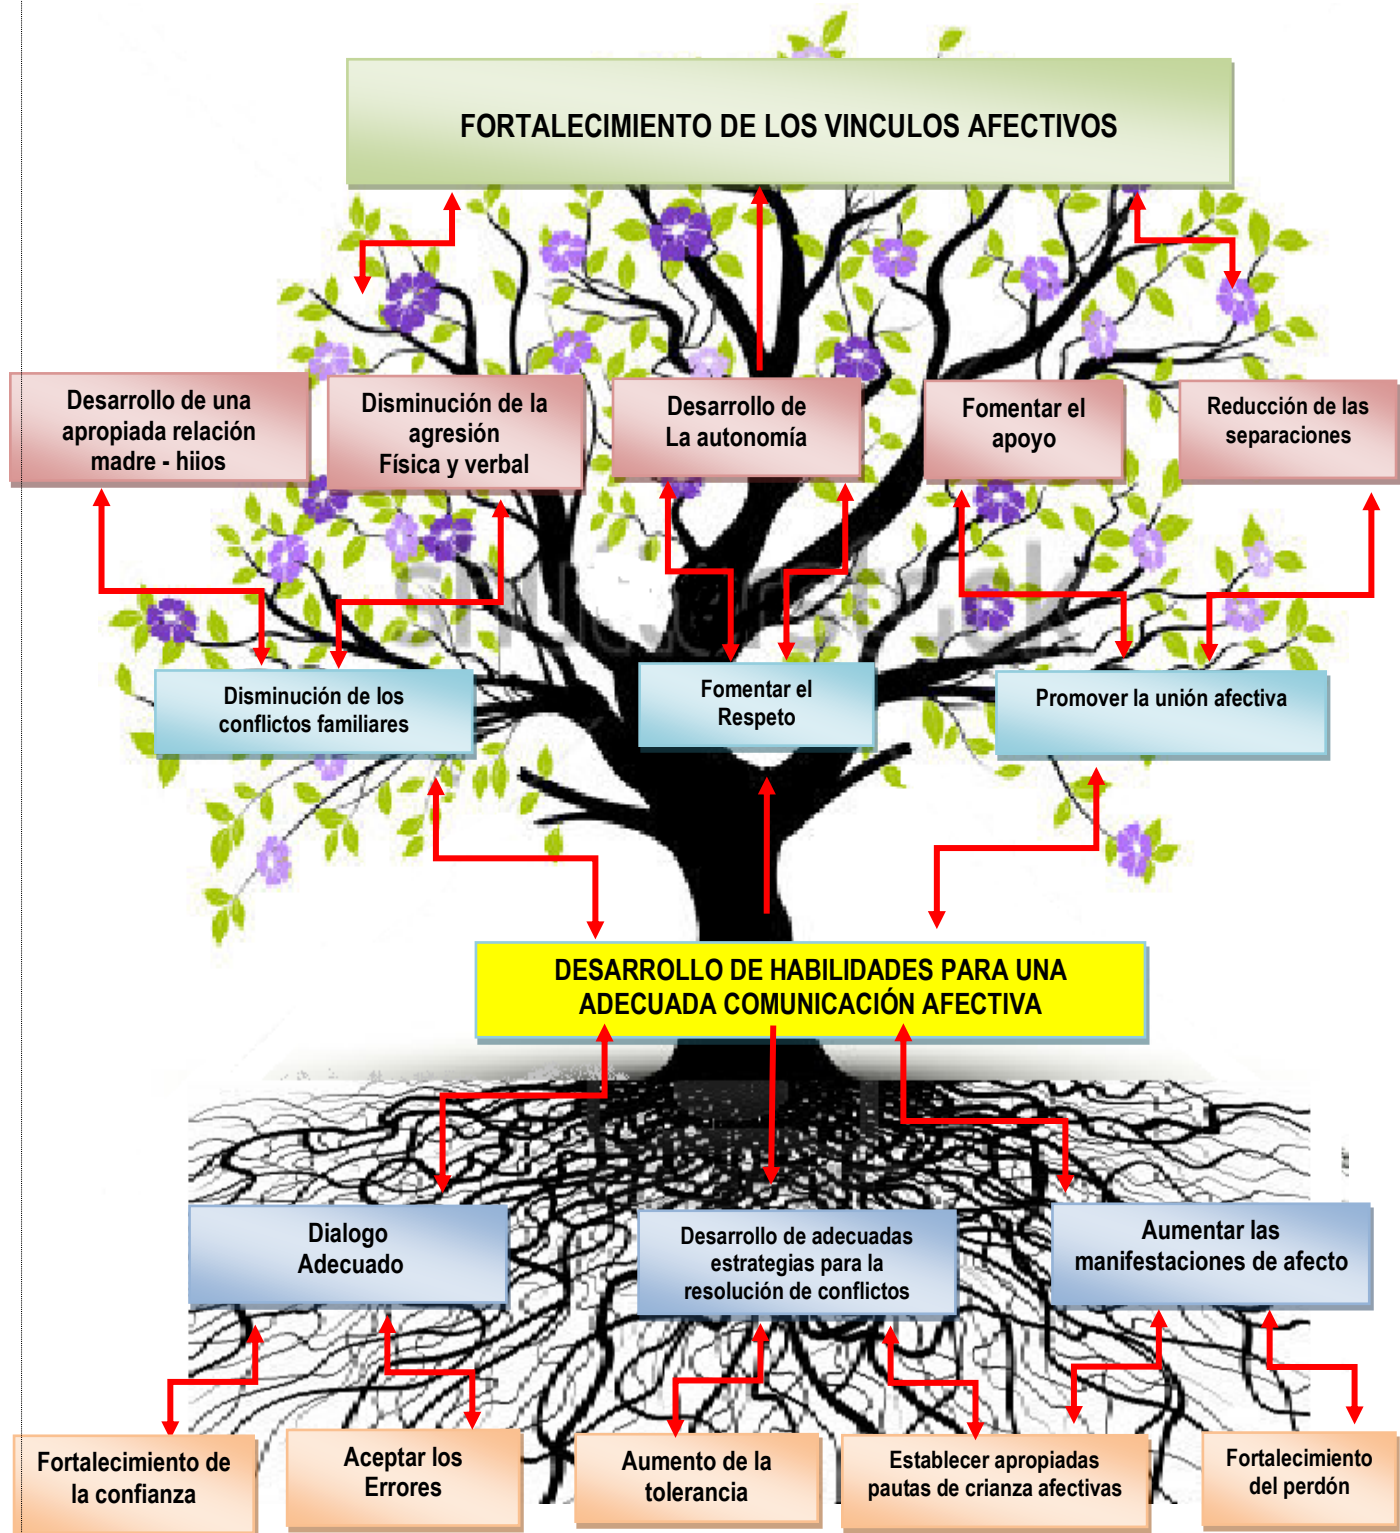 FORTALECIMIENTO DE LOS VINCULOS AFECTIVOS
Desarrollo de una
apropiada relación
madre - hiios
Disminución de la
agresión
Física y verbal
Desarrollo de
La autonomía
Fomentar el
apoyo
Reducción de las
separaciones
shutterstock
Disminución de los
conflictos familiares
Fomentar el
Respeto
Promover la unión afectiva
DESARROLLO DE HABILIDADES PARA UNA
ADECUADA COMUNICACIÓN AFECTIVA
Dialogo
Adecuado
Desarrollo de adecuadas
estrategias para la
resolución de conflictos
Aumentar las
manifestaciones de afecto
Fortalecimiento de
la confianza
Aceptar los
Errores
Aumento de la
tolerancia
Establecer apropiadas
pautas de crianza afectivas
Fortalecimiento
del perdón